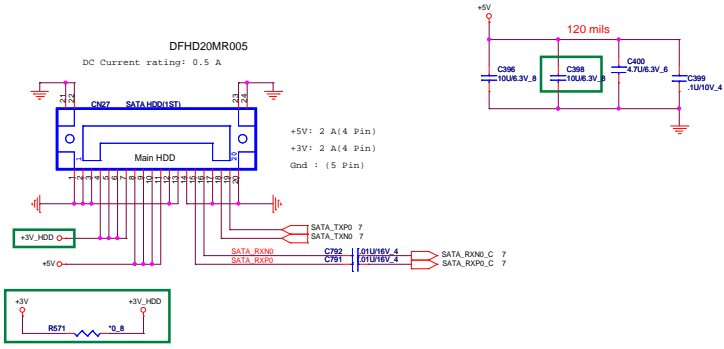 DFHD20MR005
DC Current rating: 0.5 A
21
22
23
24
CN27
SATA HDD(1ST)
1
20
Main HDD
1
2
3
4
5
6
7
8
9
10
11
12
13
14
15
16
17
18
19
20
+5V: 2 A(4 Pin)
+3V: 2 A(4 Pin)
Gnd : (5 Pin)
+3V_HDD
+5V
SATA_TXP0 7
SATA_TXN0 7
SATA_RXN0
C792
.01U/16V_4
SATA_RXN0_C 7
SATA_RXP0
C791
.01U/16V_4
SATA_RXP0_C 7
+3V
+3V_HDD
R571
*0_8
+5V
120 mils
C396
10U/6.3V_8
C398
10U/6.3V_8
C400
4.7U/6.3V_6
C399
.1U/10V_4